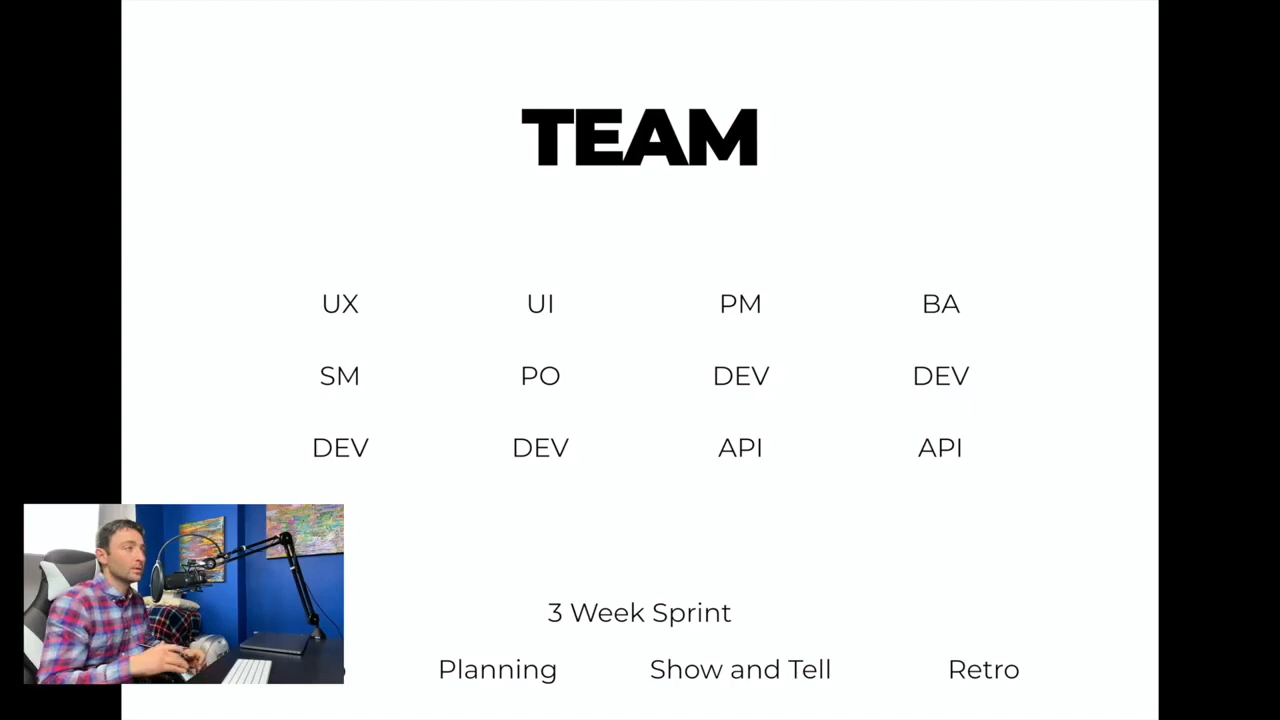 TEAM
UX UI PM BA
SM PO DEV DEV
DEV DEV API API
3 Week Sprint
Planning Show and Tell Retro